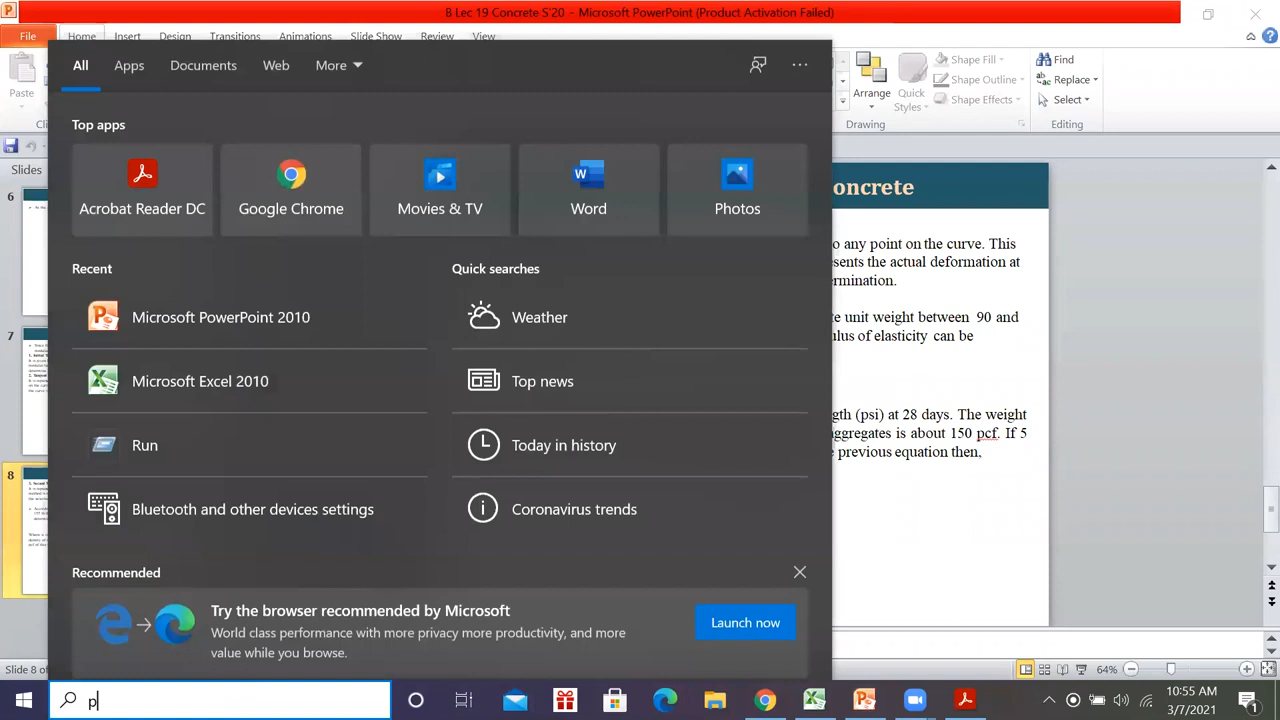 8 Lec 19 Concrete S'20 - Microsoft PowerPoint (Product Activation Failed)
File Home Insert Design Transitions Animations Slide Show Review View
All Apps Documents Web More
Paste
Arrange
Quick Styles
Shape Fill
Shape Outline
Shape Effects
Drawing
Find
Replace
Select
Editing
Slides
6
7
8
Top apps
Acrobat Reader DC Google Chrome Movies & TV Word Photos
Recent
Microsoft PowerPoint 2010
Microsoft Excel 2010
Run
Bluetooth and other devices settings
Quick searches
Weather
Top news
Today in history
Coronavirus trends
Recommended
Try the browser recommended by Microsoft
World class performance with more privacy more productivity, and more
value while you browse.
Launch now
oncrete
o any point on the curve. This
sents the actual deformation at
rmination.
e unit weight between 90 and
ulus of elasticity can be
gth (psi) at 28 days. The weight
ggregates is about 150 pcf. If 5
e previous equation then,
Slide 8 o
64%
p
10:55 AM
3/7/2021
1